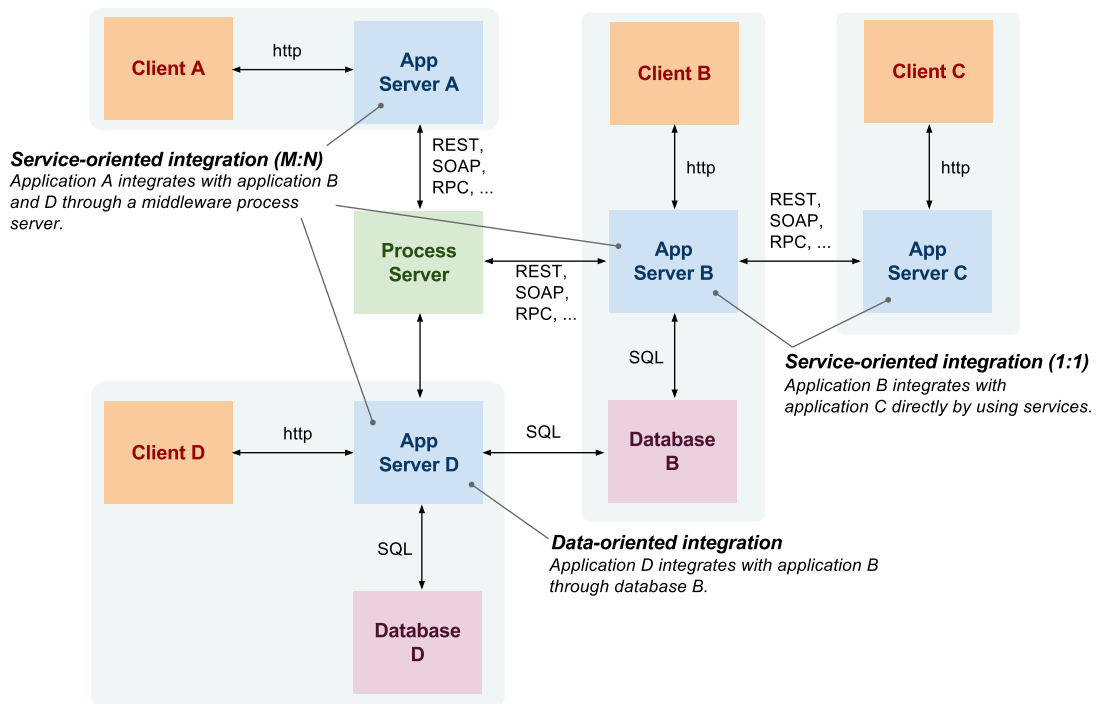 Client A
http
App
Server A
Client B
Client C
REST,
SOAP,
RPC, ...
Service-oriented integration (M:N)
Application A integrates with application B
and D through a middleware process
server.
http
http
REST,
SOAP,
RPC, ...
Process
Server
REST,
SOAP,
RPC, ...
App
Server B
App
Server C
SQL
Service-oriented integration (1:1)
Application B integrates with
application C directly by using services.
Client D
http
App
Server D
SQL
Database
B
Data-oriented integration
Application D integrates with application B
through database B.
SQL
Database
D